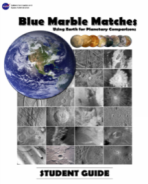 Blue Marble Matches
Using Earth for Planetary Comparisons
STUDENT GUIDE